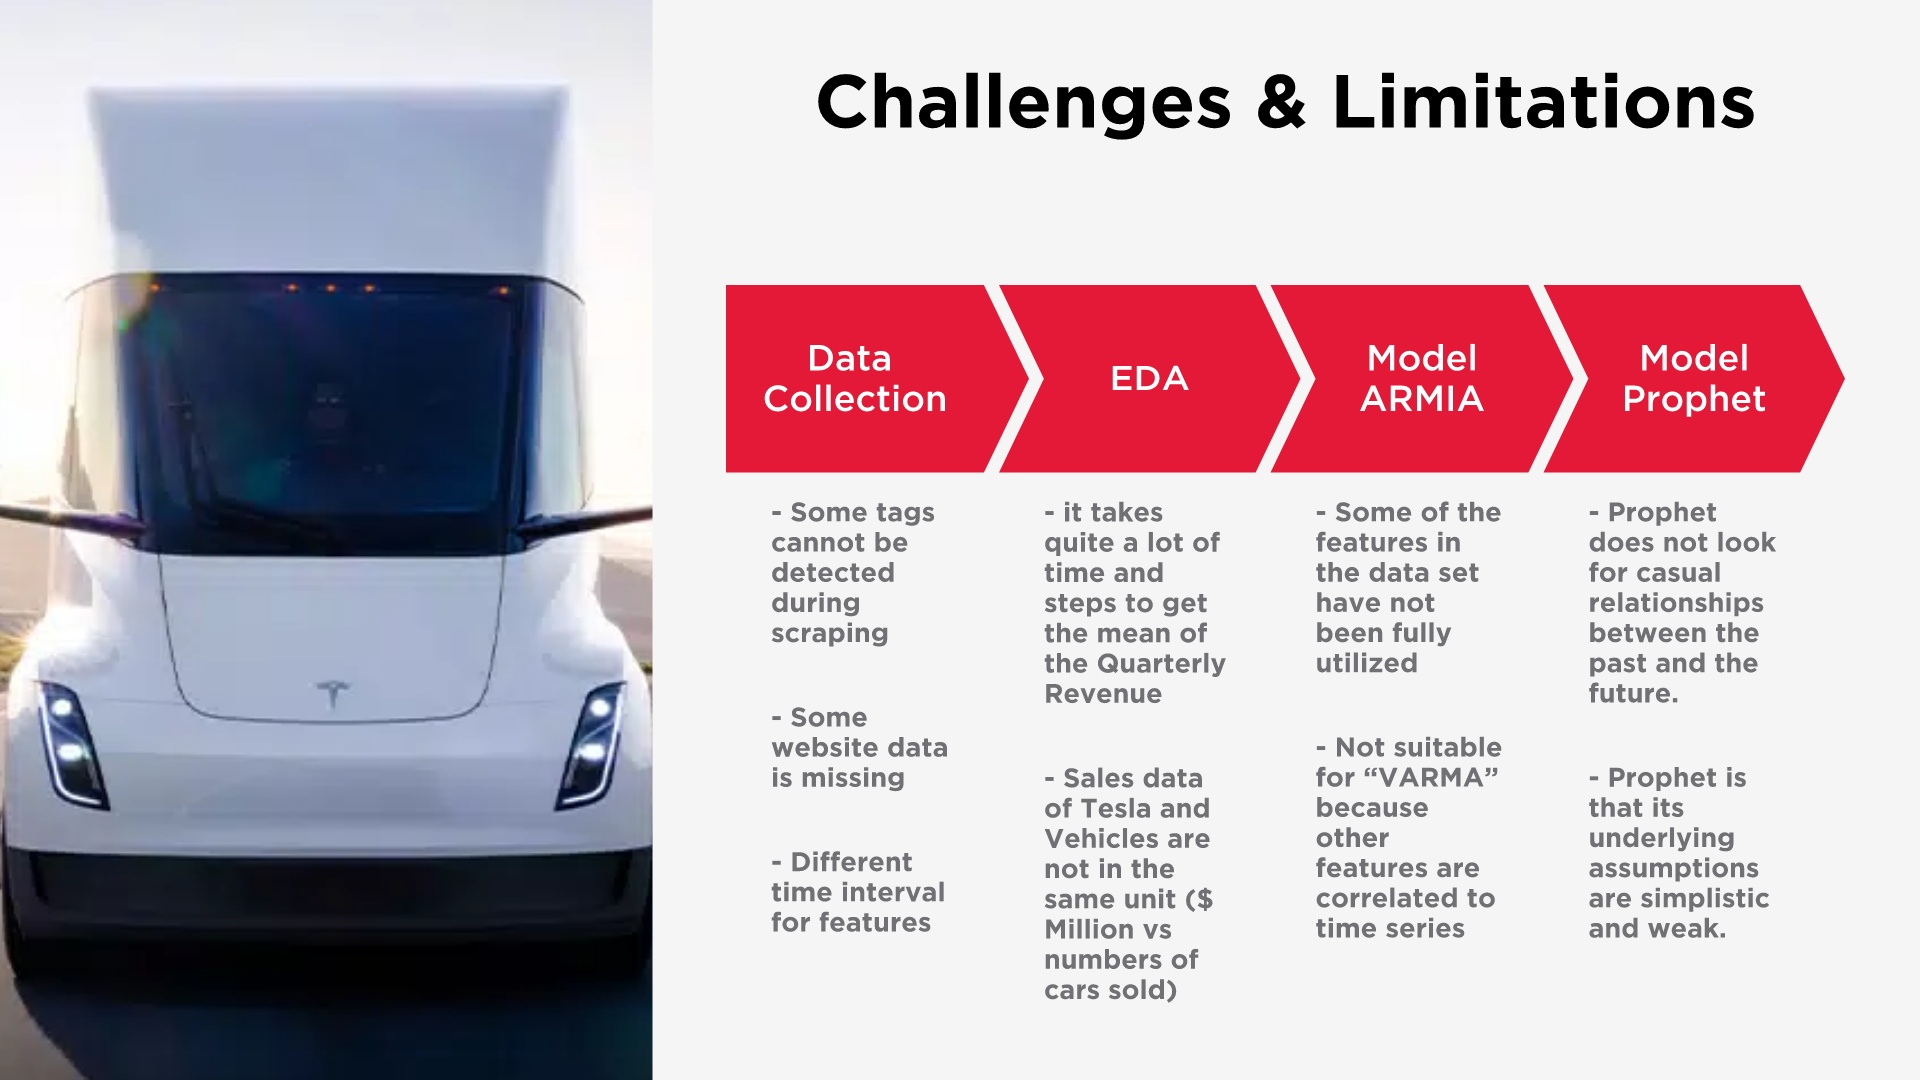 Challenges & Limitations
Data
Collection
EDA
Model
ARMIA
Model
Prophet
- Some tags
cannot be
detected
during
scraping
- Some
website data
is missing
- Different
time interval
for features
- it takes
quite a lot of
time and
steps to get
the mean of
the Quarterly
Revenue
- Sales data
of Tesla and
Vehicles are
not in the
same unit ($
Million vs
numbers of
cars sold)
- Some of the
features in
the data set
have not
been fully
utilized
- Not suitable
for “VARMA”
because
other
features are
correlated to
time series
- Prophet
does not look
for casual
relationships
between the
past and the
future.
- Prophet is
that its
underlying
assumptions
are simplistic
and weak.